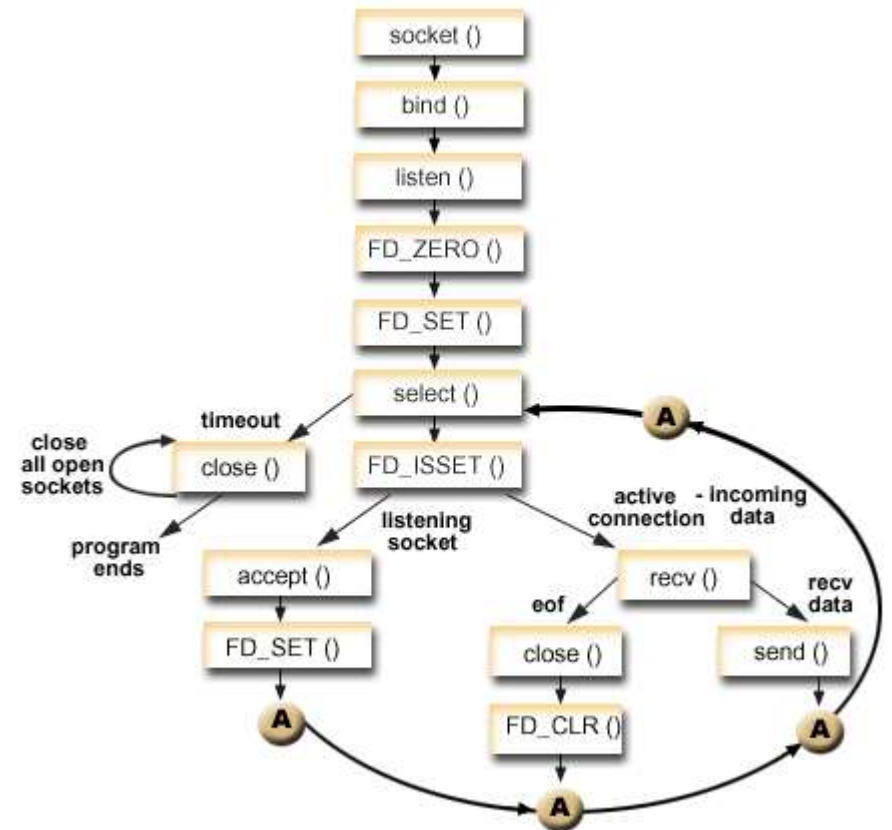 socket ()
bind ()
listen ()
FD_ZERO ()
FD_SET ()
select ()
A
timeout
close
all open
sockets
close ()
FD_ISSET ()
program
ends
listening
socket
active
connection
- incoming
data
accept ()
recv ()
eof
recv
data
FD_SET ()
close ()
send ()
A
FD_CLR ()
A
A